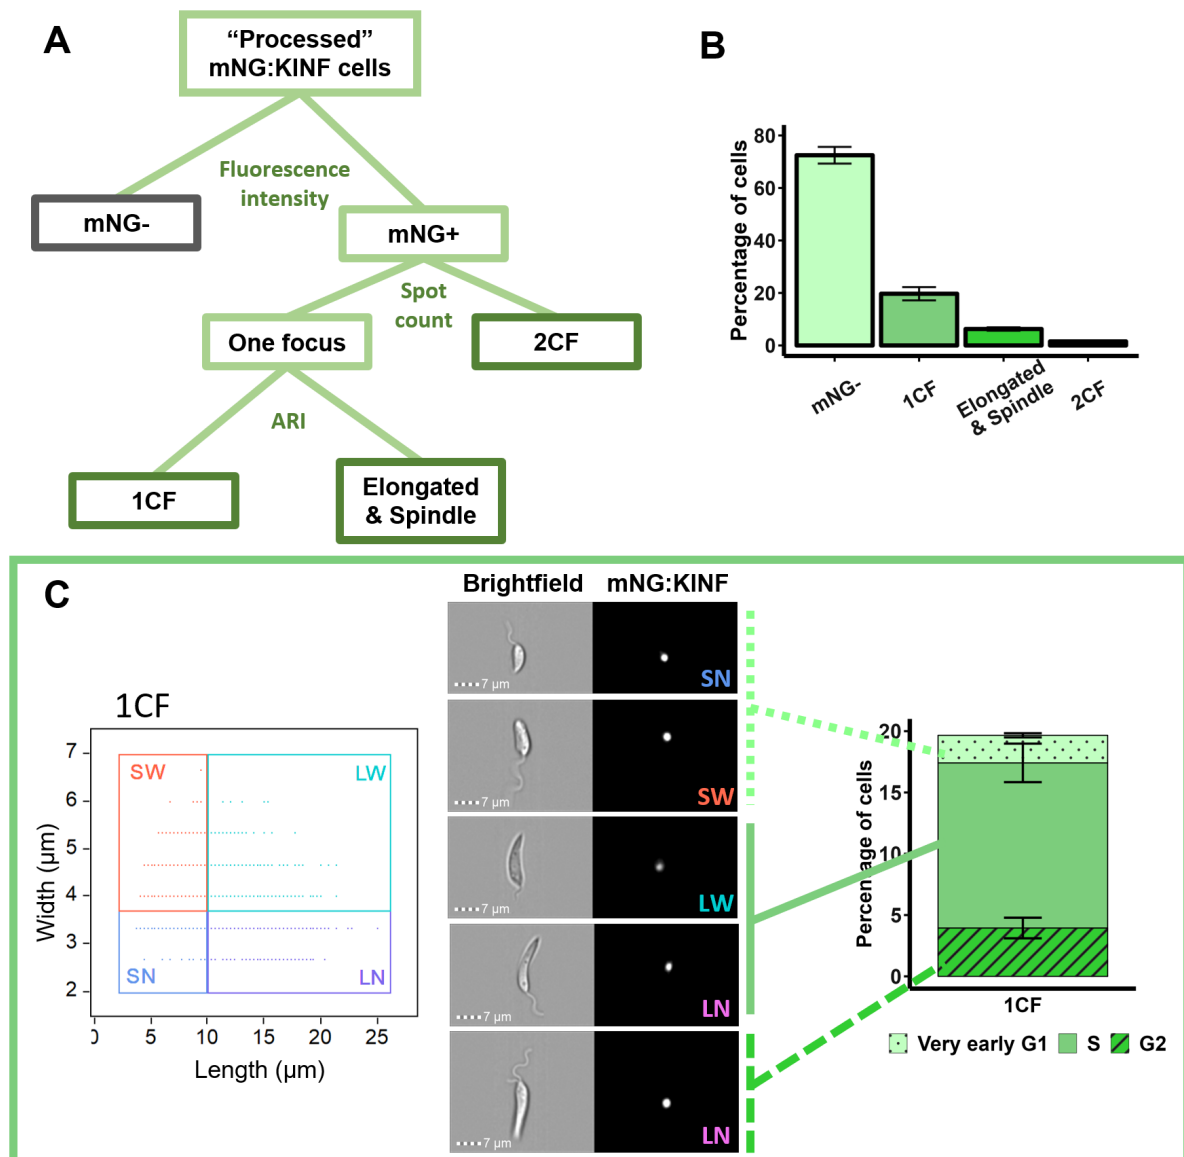 A
“Processed”
mNG:KINF cells
Fluorescence
intensity
mNG-
mNG+
Spot
count
One focus
2CF
ARI
1CF
Elongated
& Spindle
B
Percentage of cells
80
60
40
20
0
mNG-
1CF
Elongated
& Spindle
2CF
C
1CF
Width (µm)
7
6
5
4
3
2
SW
LW
SN
LN
0
5
10
15
20
25
Length (µm)
Brightfield
mNG:KINF
7 µm
SN
7 µm
SW
7 µm
LW
7 µm
LN
7 µm
LN
Percentage of cells
20
15
10
5
0
1CF
Very early G1
S
G2